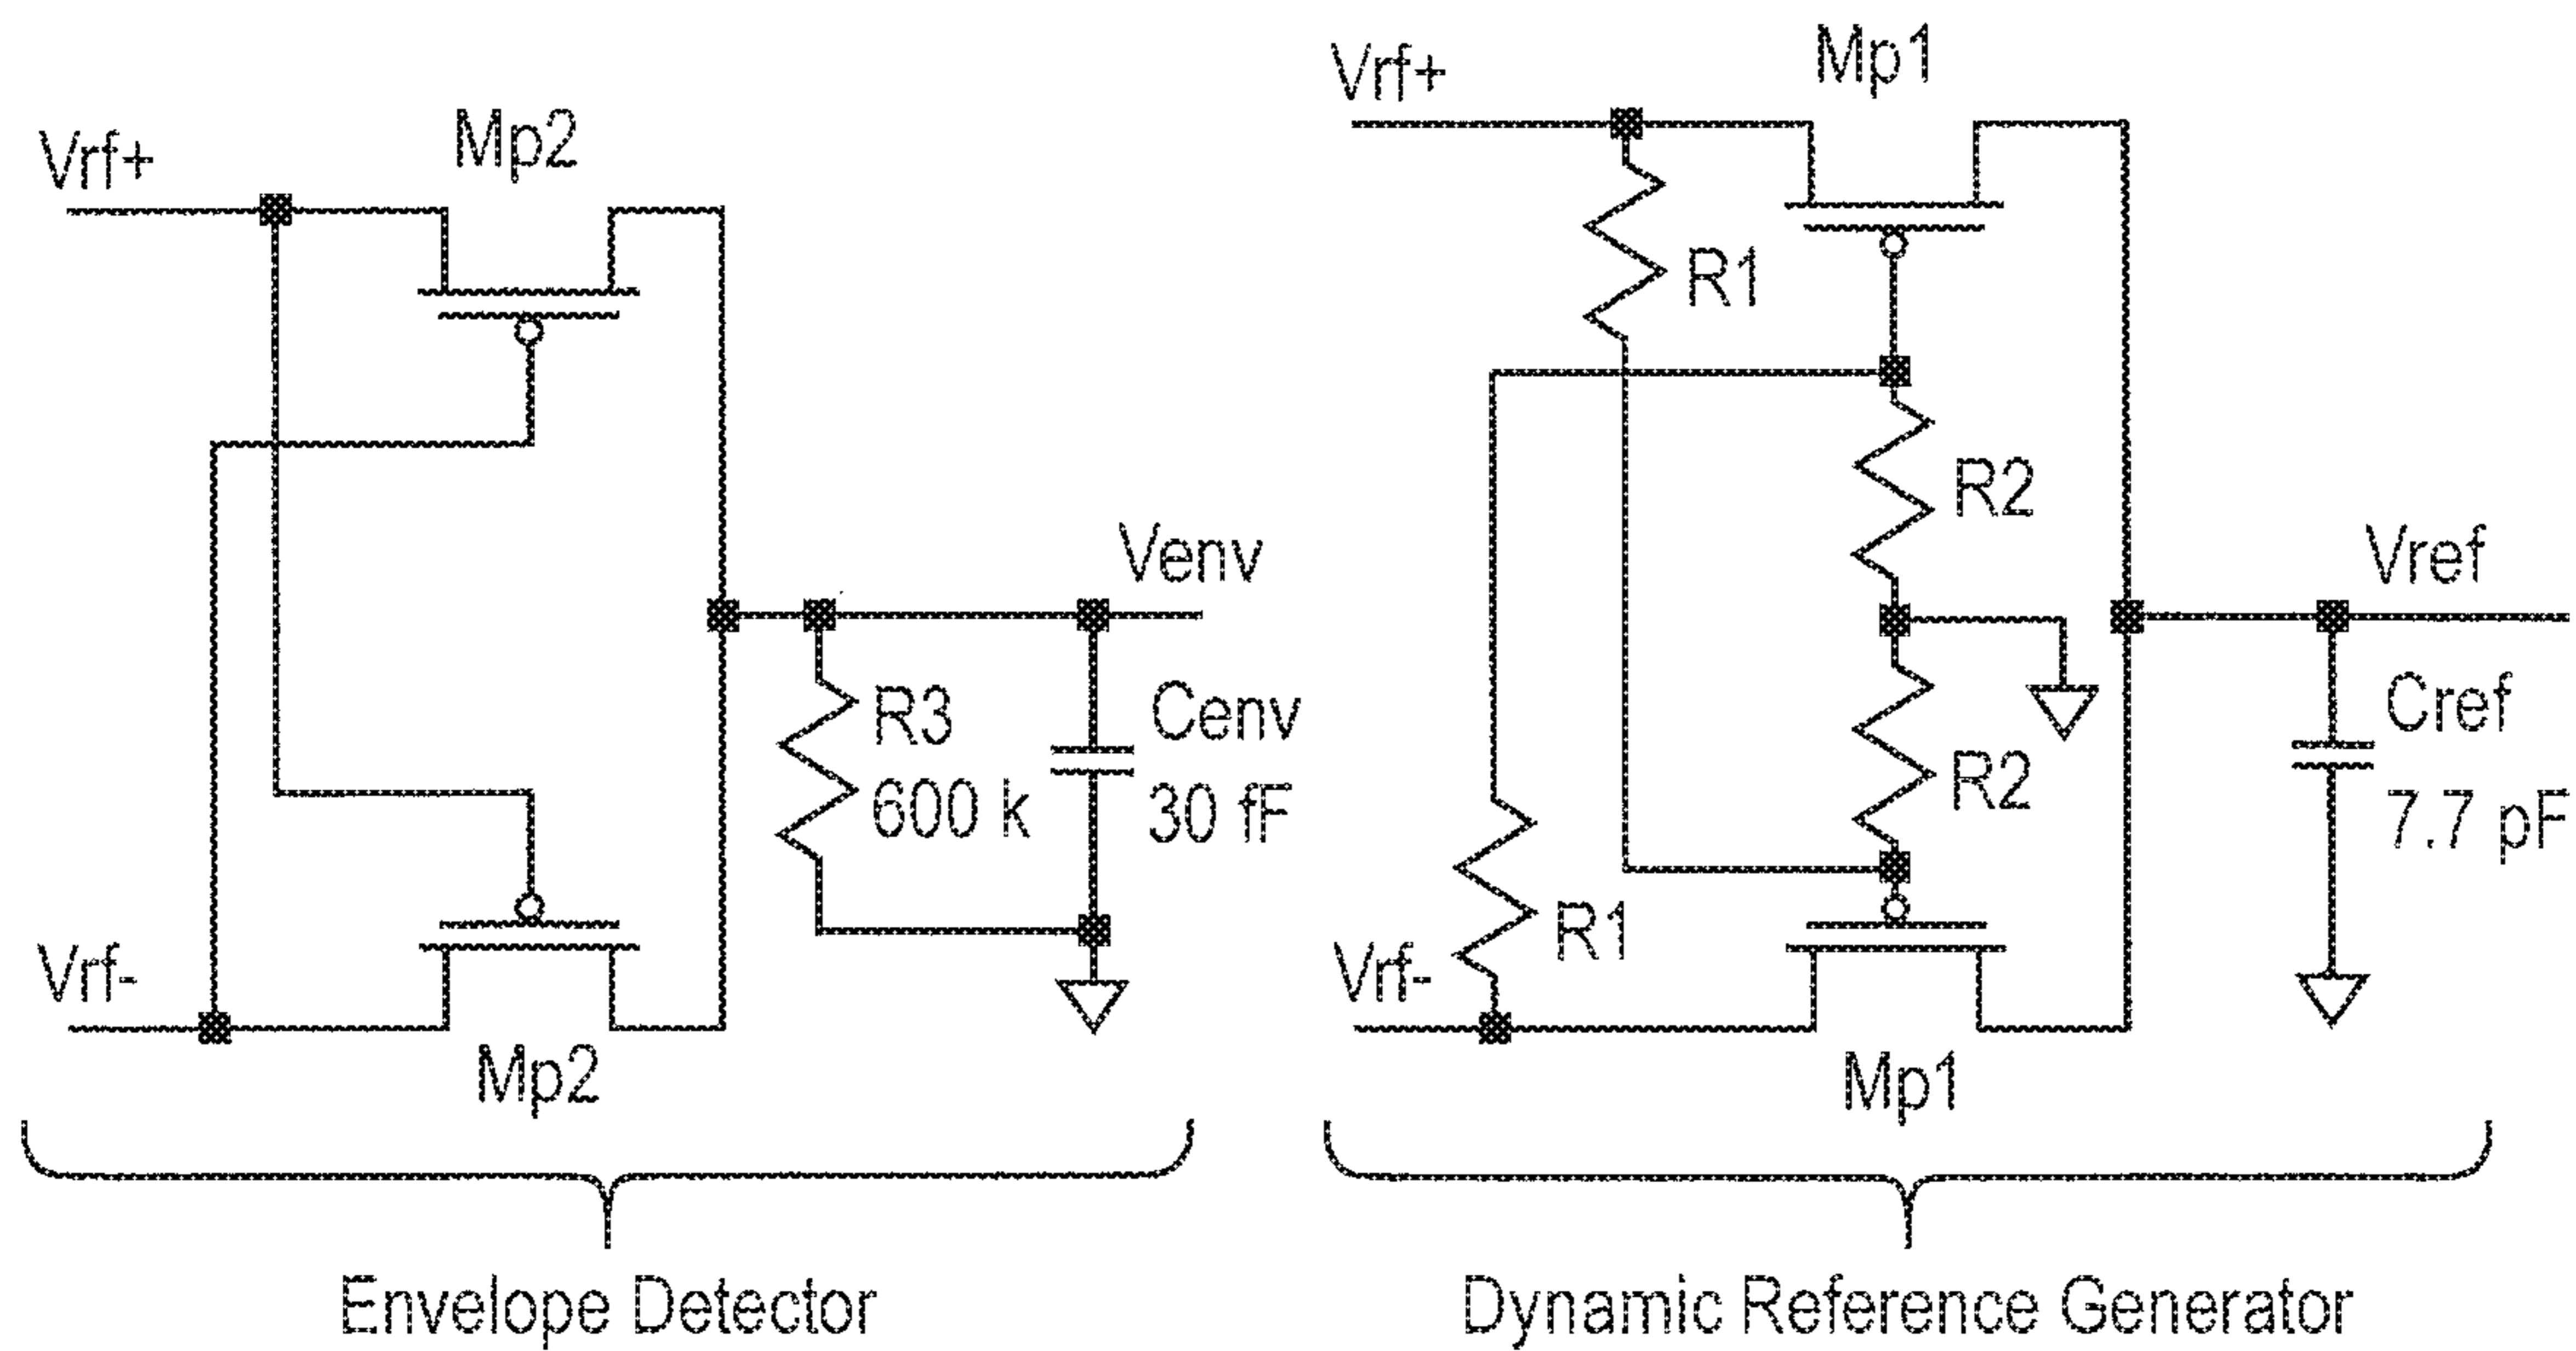 Vrf+
Mp2
Venv
R3
600 k
Cenv
30 fF
Vrf-
Mp2
Envelope Detector
Vrf+
Mp1
R1
R2
Vref
R2
Cref
7.7 pF
R1
Vrf-
Mp1
Dynamic Reference Generator